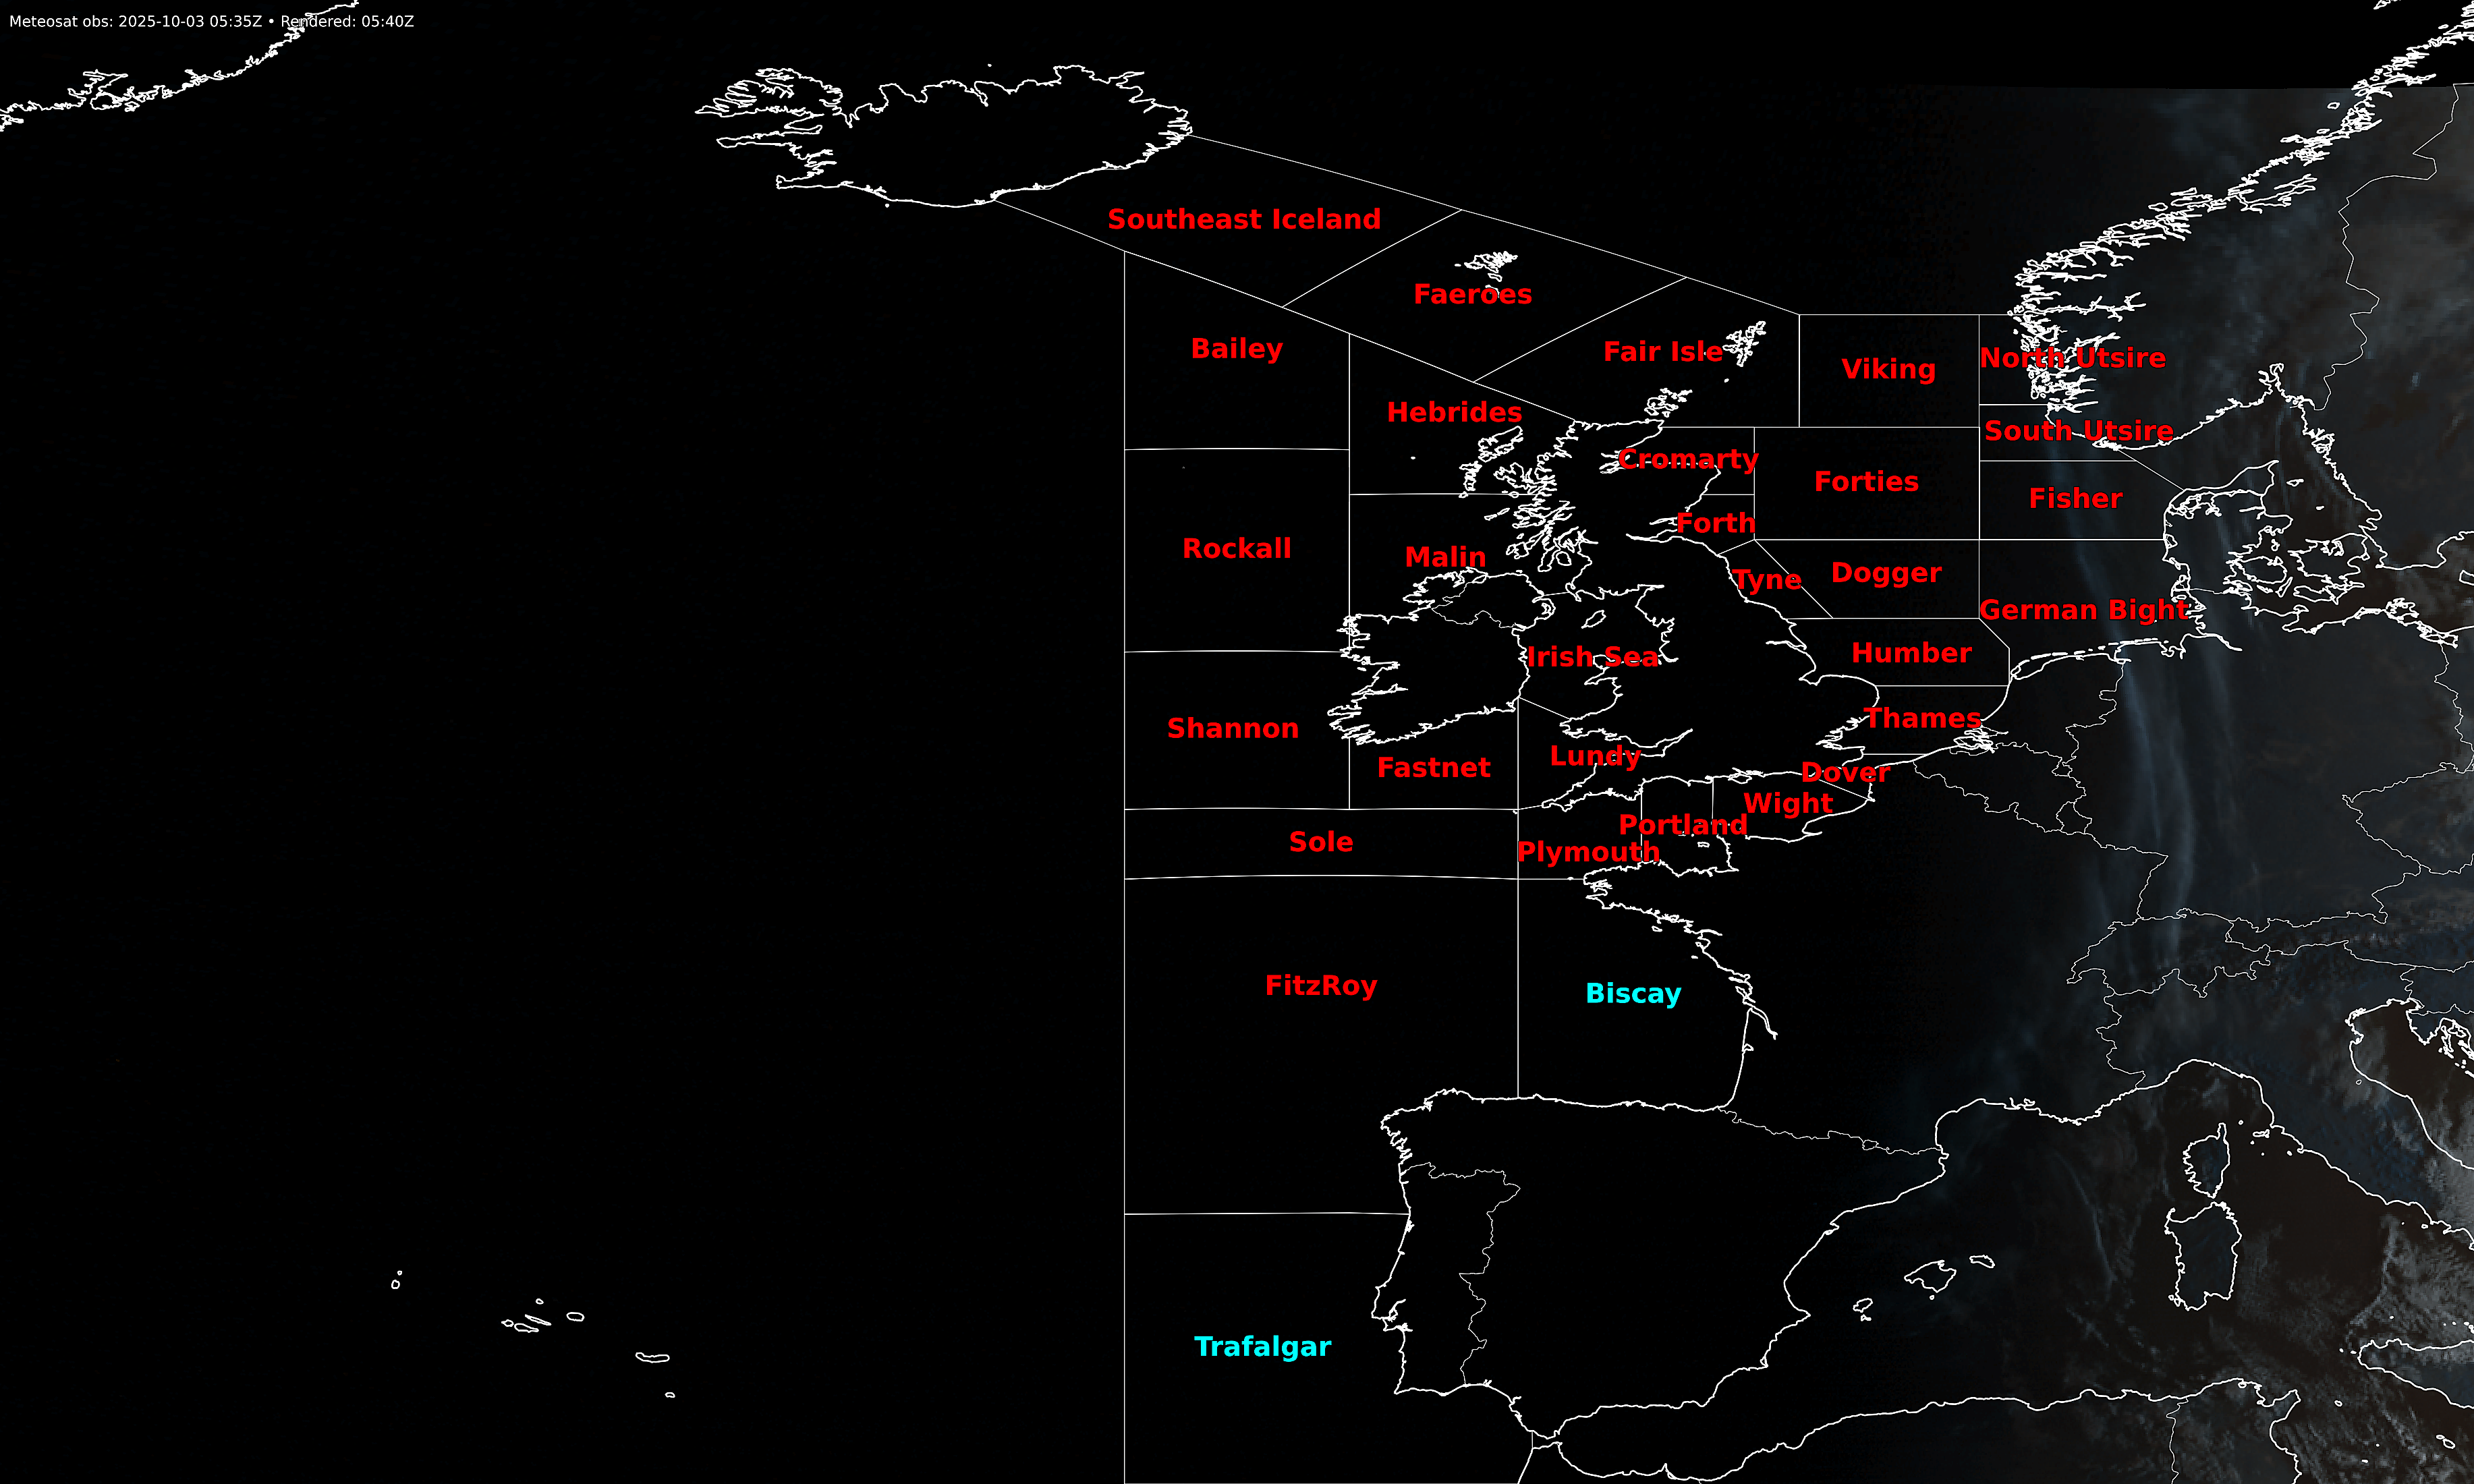 Meteosat obs: 2025-10-03 05:35Z • Rendered: 05:40Z
Southeast Iceland
Faeroes
Bailey
Fair Isle
Viking
North Utsire
Hebrides
South Utsire
Cromarty
Forties
Fisher
Forth
Rockall
Malin
Tyne
Dogger
German Bight
Irish Sea
Humber
Shannon
Thames
Fastnet
Lundy
Dover
Wight
Portland
Sole
Plymouth
FitzRoy
Biscay
Trafalgar